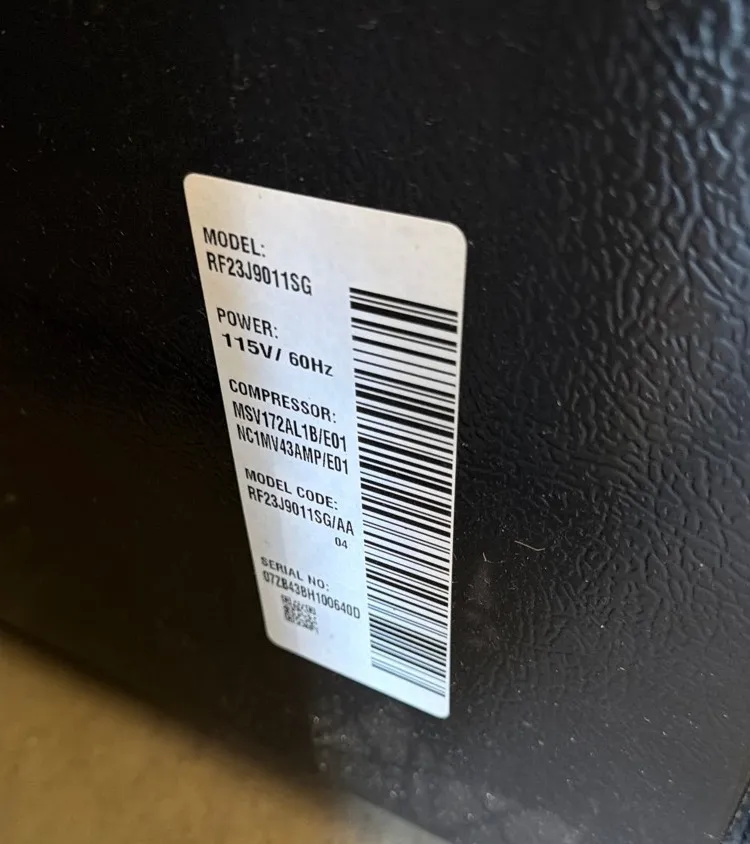 MODEL:
RF23J9011SG
POWER:
115V/ 60Hz
COMPRESSOR:
MSV172AL1B/E01
NC1MV43AMP/E01
MODEL CODE:
RF23J9011SG/AA
04
SERIAL NO:
07ZB43BH100640D